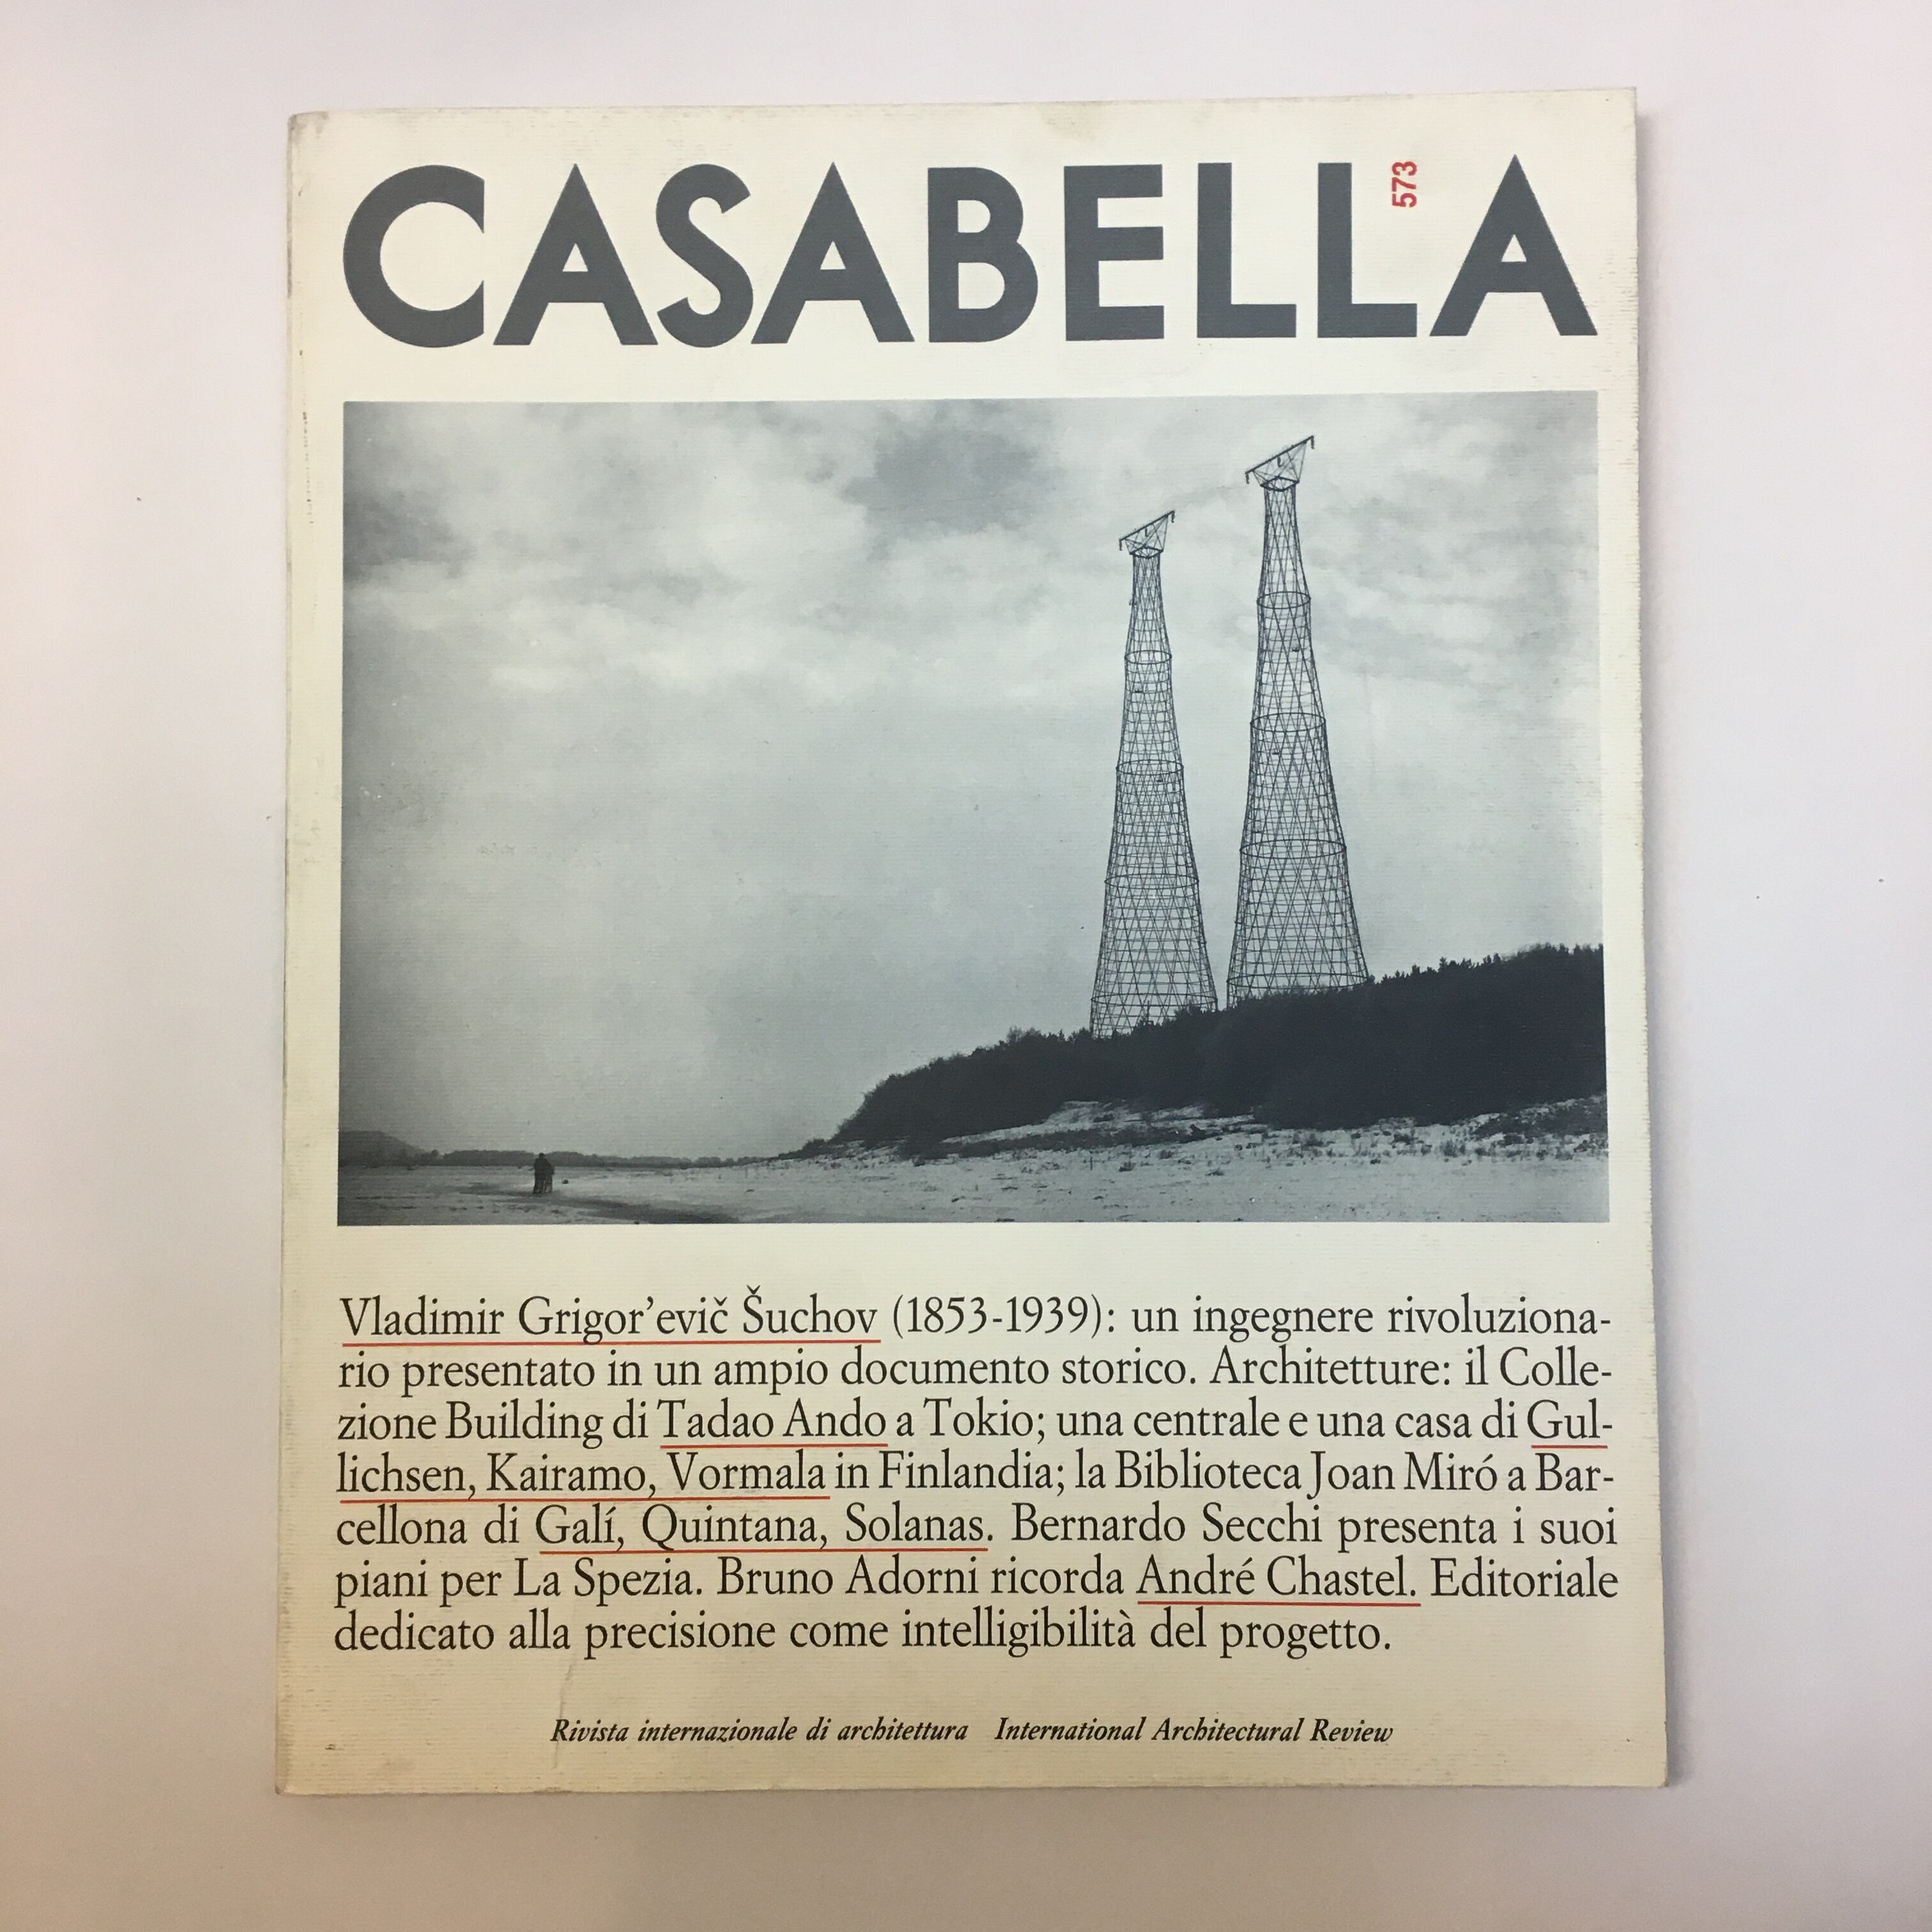 CASABELLA
573
Vladimir Grigor’evič Šuchov (1853-1939): un ingegnere rivoluziona-
rio presentato in un ampio documento storico. Architetture: il Colle-
zione Building di Tadao Ando a Tokio; una centrale e una casa di Gul-
lichsen, Kairamo, Vormala in Finlandia; la Biblioteca Joan Miró a Bar-
cellona di Galí, Quintana, Solanas. Bernardo Secchi presenta i suoi
piani per La Spezia. Bruno Adorni ricorda André Chastel. Editoriale
dedicato alla precisione come intelligibilità del progetto.
Rivista internazionale di architettura International Architectural Review